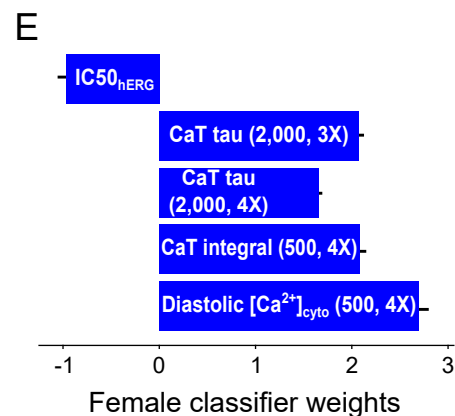 E
IC50hERG
CaT tau (2,000, 3X)
CaT tau
(2,000, 4X)
CaT integral (500, 4X)
Diastolic [Ca²⁺]cyto (500, 4X)
-1 0 1 2 3
Female classifier weights